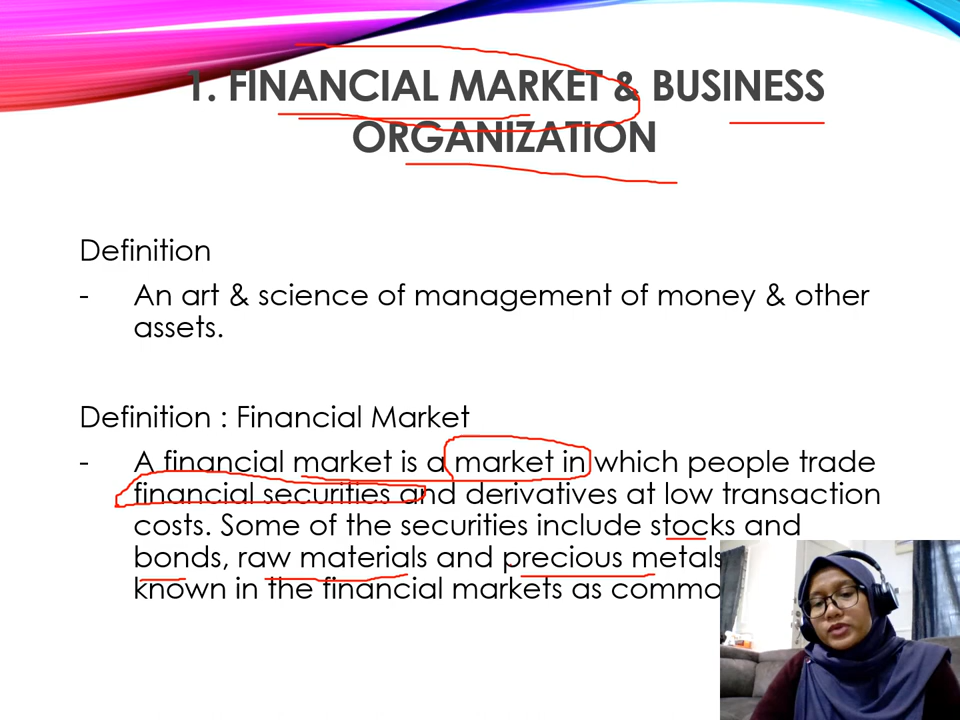 1. FINANCIAL MARKET & BUSINESS
ORGANIZATION
Definition
- An art & science of management of money & other
assets.
Definition : Financial Market
- A financial market is a market in which people trade
financial securities and derivatives at low transaction
costs. Some of the securities include stocks and
bonds, raw materials and precious metals
known in the financial markets as